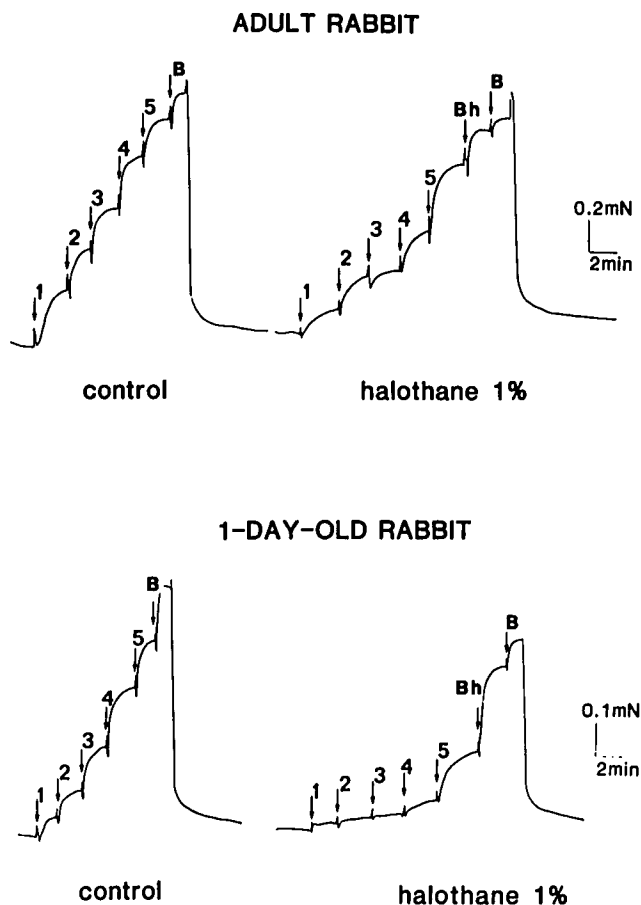 ADULT RABBIT
1 2 3 4 5 B
1 2 3 4 5 Bh B
0.2mN
2min
control
halothane 1%
1-DAY-OLD RABBIT
1 2 3 4 5 B
1 2 3 4 5 Bh B
0.1mN
2min
control
halothane 1%